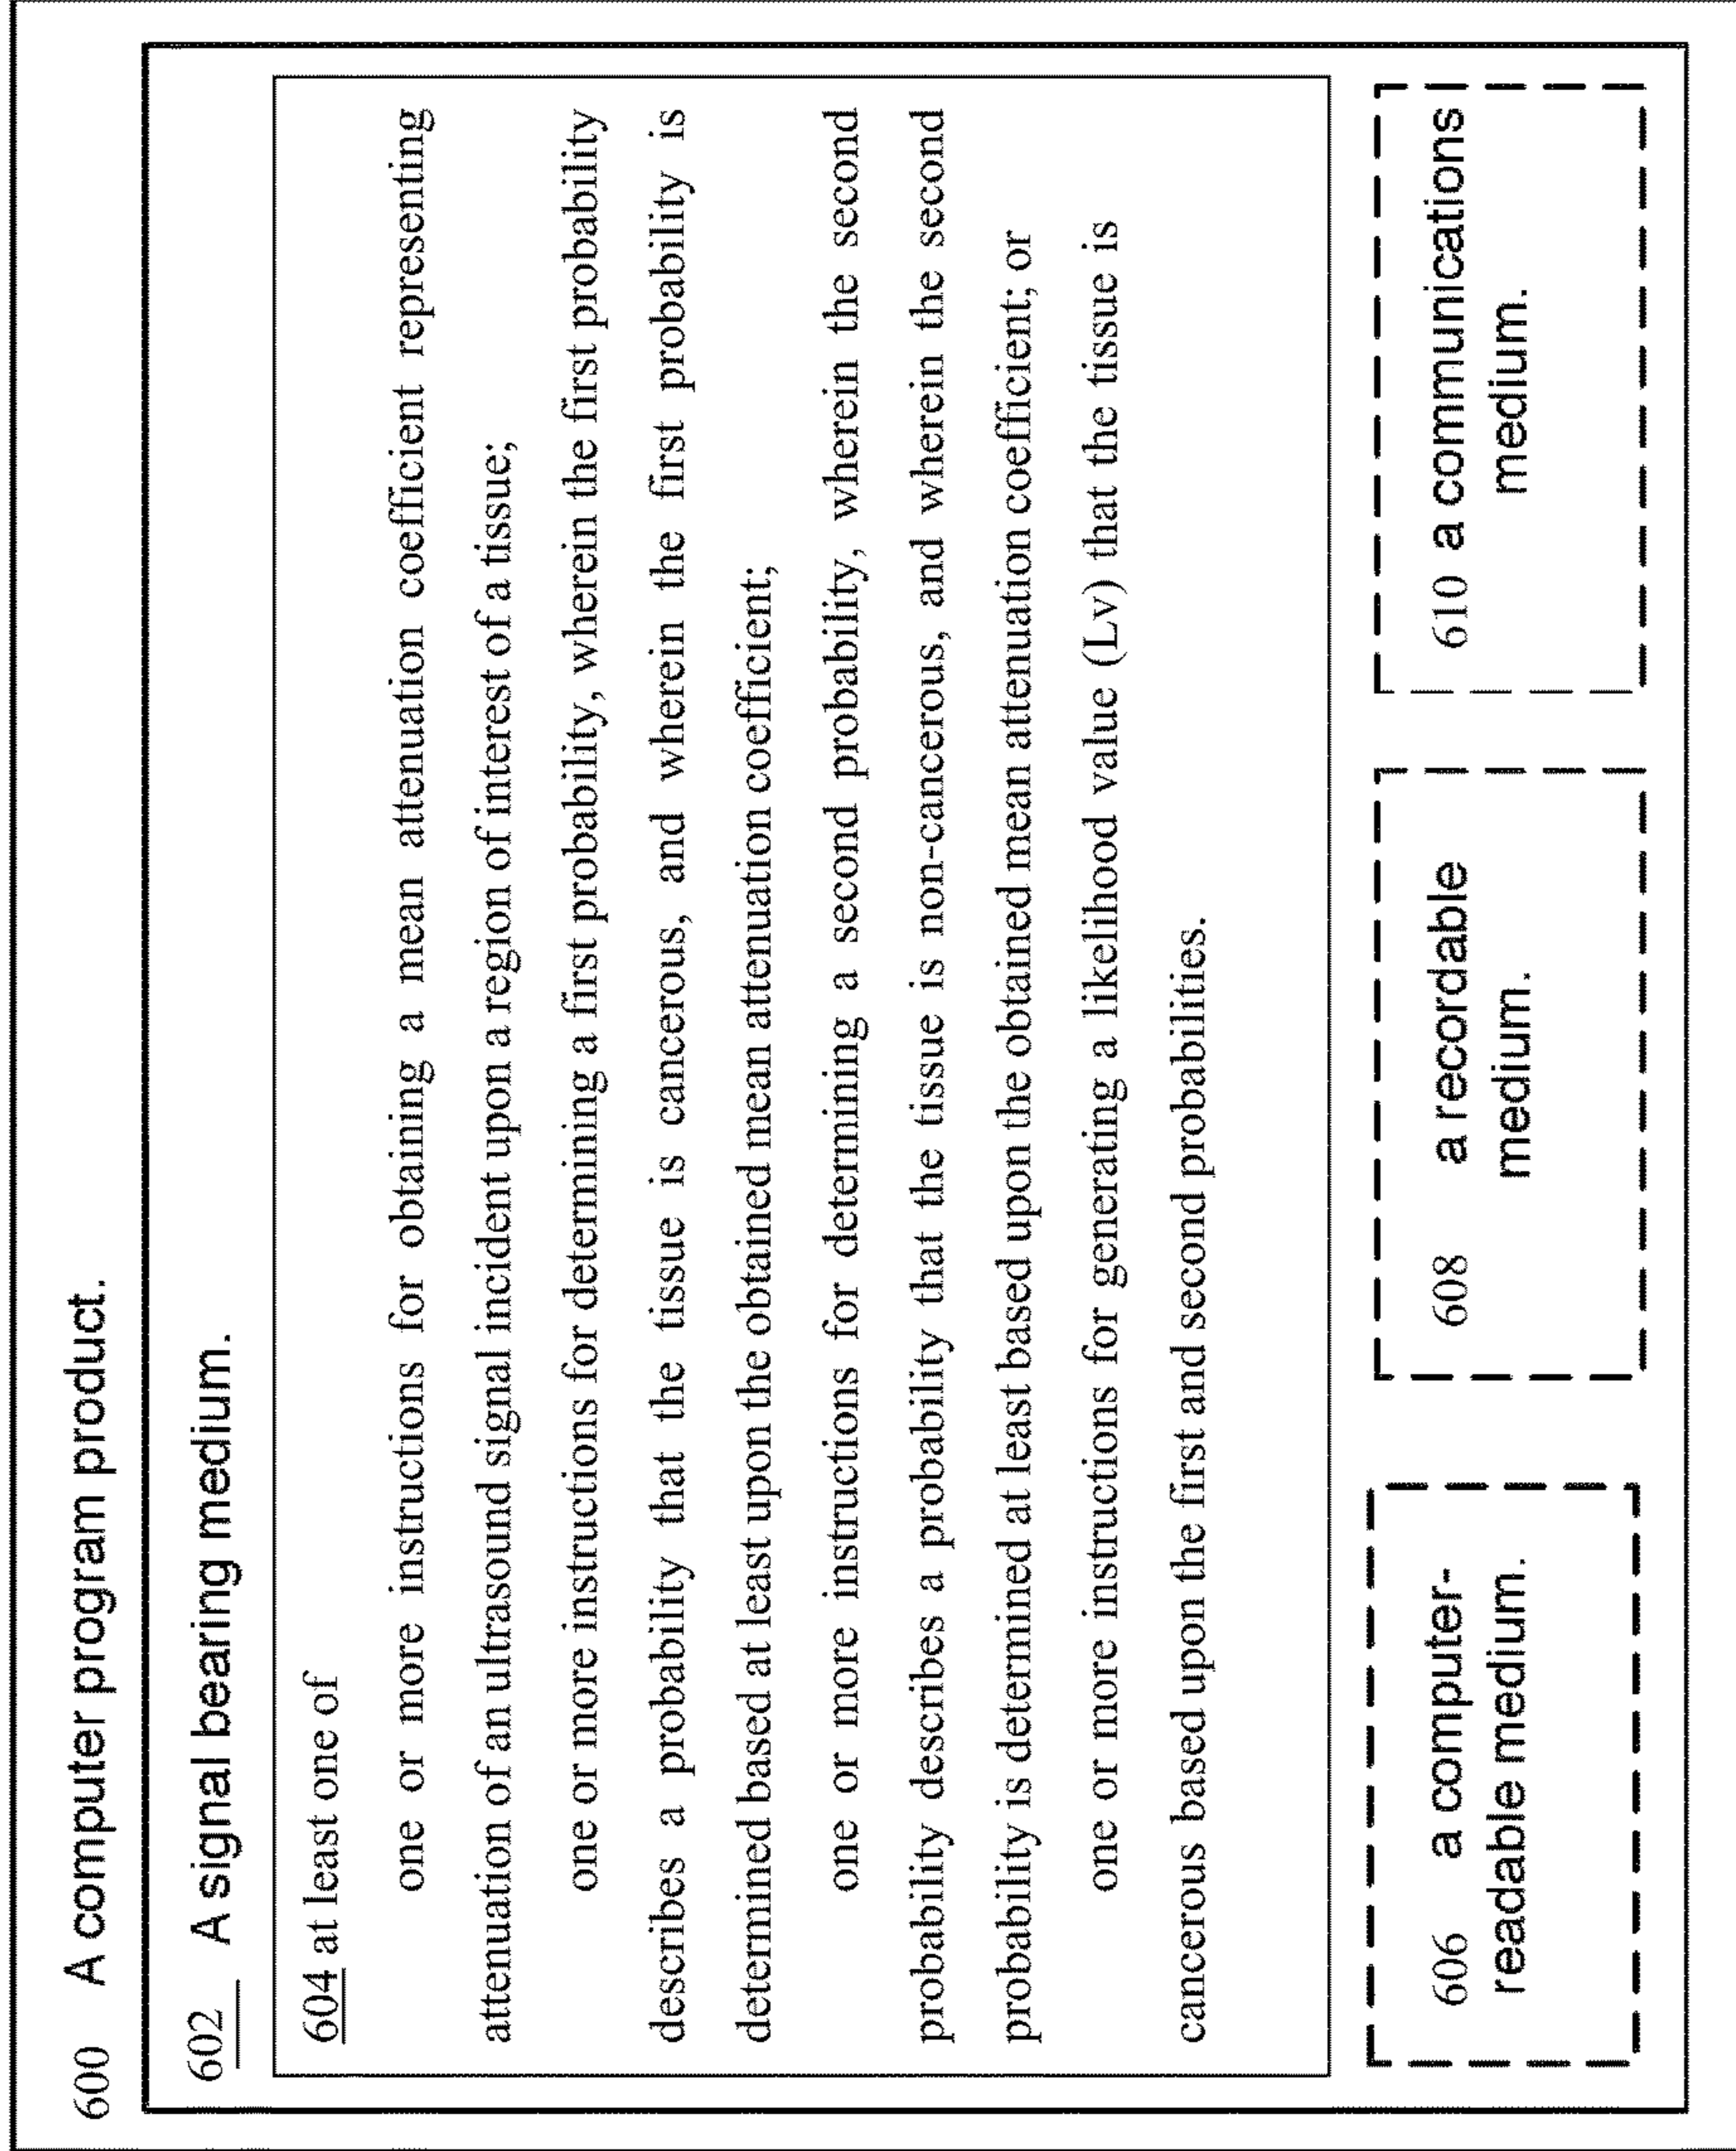 600 A computer program product.
602 A signal bearing medium.
604 at least one of
one or more instructions for obtaining a mean attenuation coefficient representing
attenuation of an ultrasound signal incident upon a region of interest of a tissue;
one or more instructions for determining a first probability, wherein the first probability
describes a probability that the tissue is cancerous, and wherein the first probability is
determined based at least upon the obtained mean attenuation coefficient;
one or more instructions for determining a second probability, wherein the second
probability describes a probability that the tissue is non-cancerous, and wherein the second
probability is determined at least based upon the obtained mean attenuation coefficient; or
one or more instructions for generating a likelihood value (Lv) that the tissue is
cancerous based upon the first and second probabilities.
606 a computer-
readable medium.
608 a recordable
medium.
610 a communications
medium.